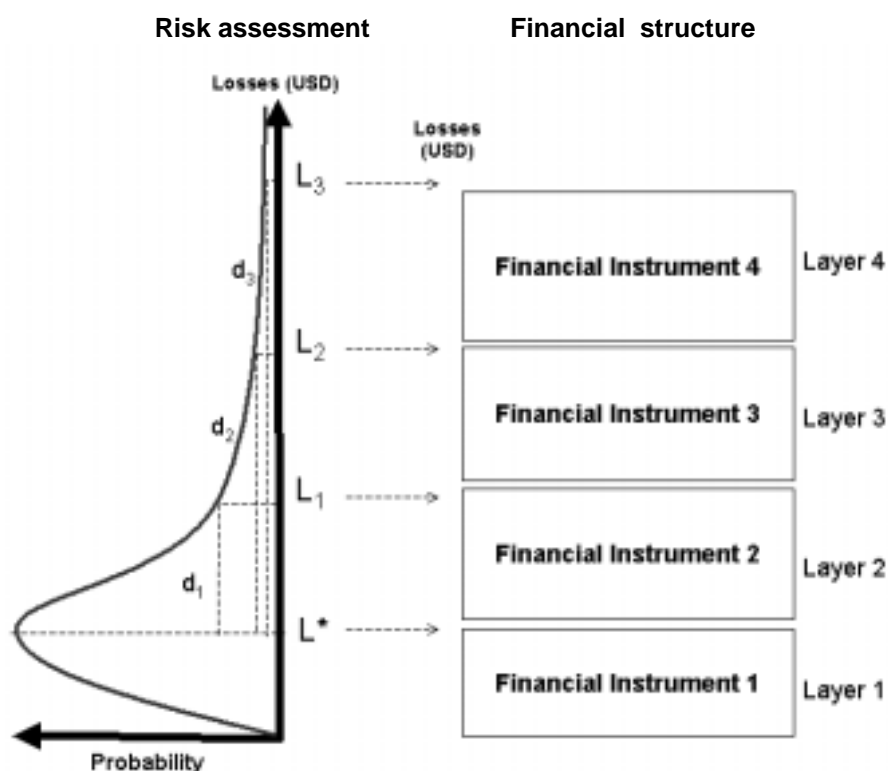 Risk assessment
Financial structure
Losses (USD)
Losses
(USD)
L3
d3
Financial Instrument 4
Layer 4
L2
d2
Financial Instrument 3
Layer 3
L1
d1
Financial Instrument 2
Layer 2
L*
Financial Instrument 1
Layer 1
Probability